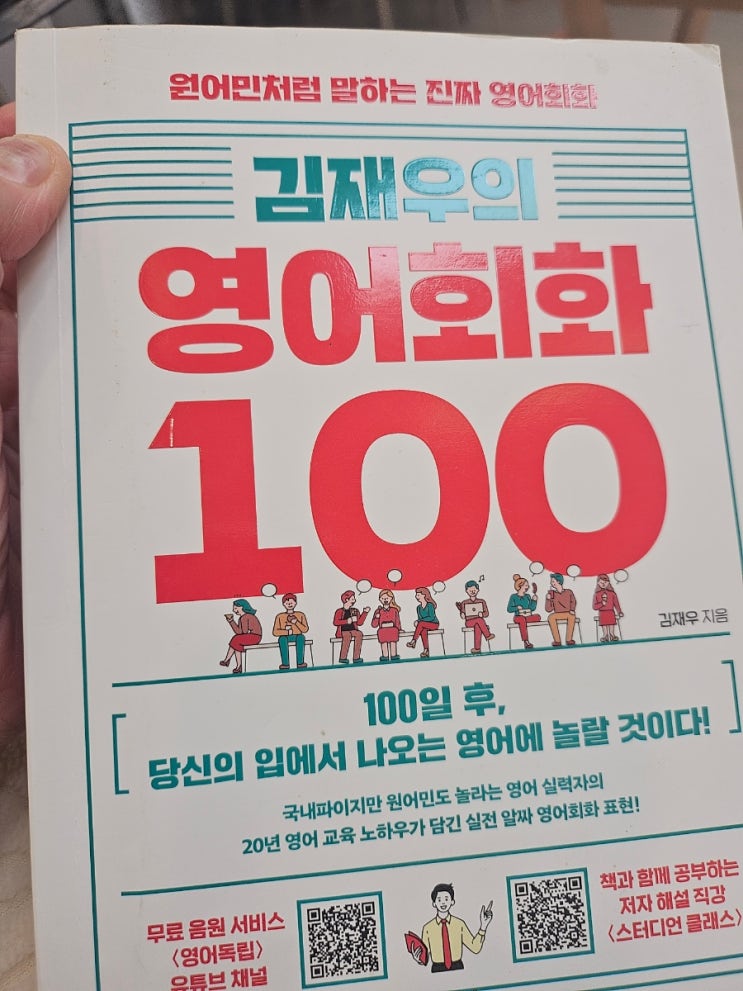 원어민처럼 말하는 진짜 영어회화
김재우의
영어회화
100
김재우 지음
100일 후,
당신의 입에서 나오는 영어에 놀랄 것이다!
국내파이지만 원어민도 놀라는 영어 실력자의
20년 영어 교육 노하우가 담긴 실전 알짜 영어회화 표현!
무료 음원 서비스
<영어독립>
유튜브 채널
책과 함께 공부하는
저자 해설 직강
<스터디언 클래스>